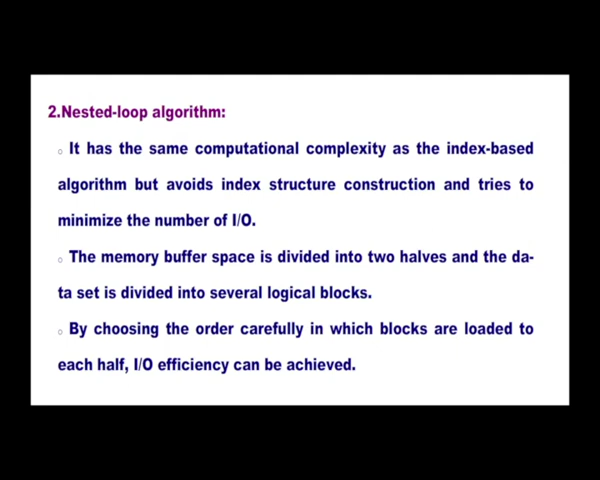 2.Nested-loop algorithm:
○ It has the same computational complexity as the index-based
algorithm but avoids index structure construction and tries to
minimize the number of I/O.
○ The memory buffer space is divided into two halves and the da-
ta set is divided into several logical blocks.
○ By choosing the order carefully in which blocks are loaded to
each half, I/O efficiency can be achieved.